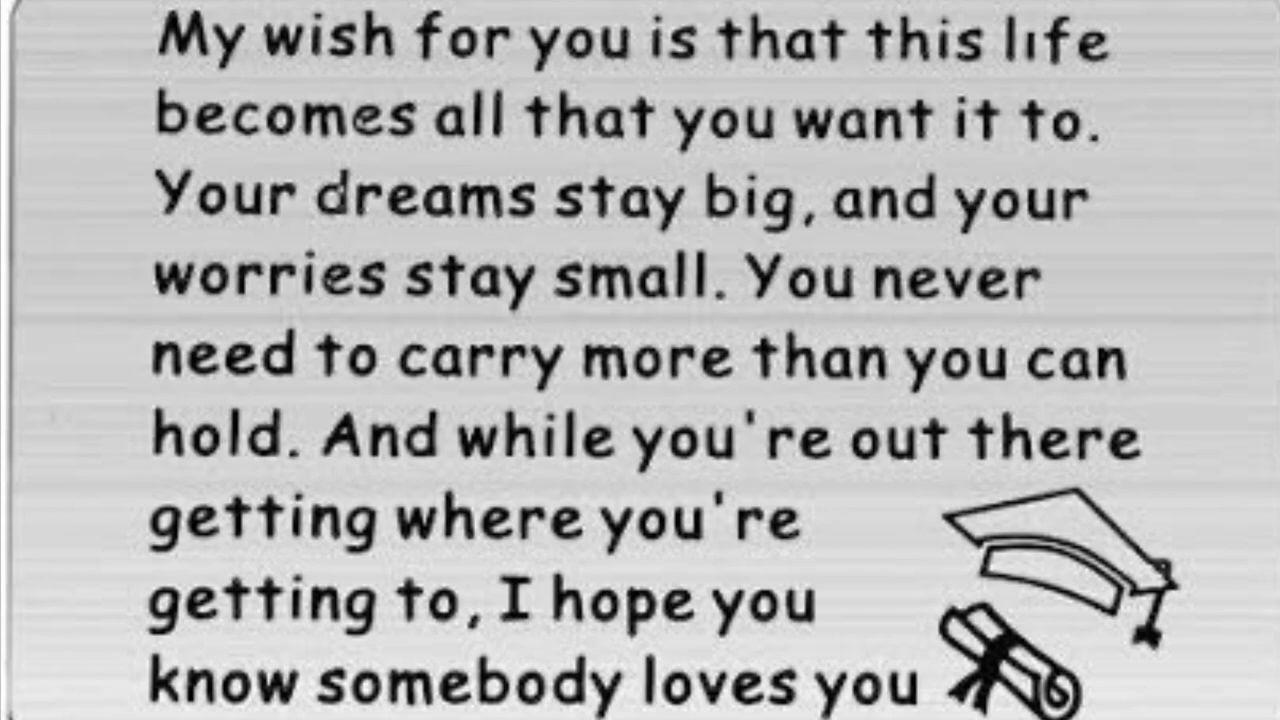 My wish for you is that this life
becomes all that you want it to.
Your dreams stay big, and your
worries stay small. You never
need to carry more than you can
hold. And while you're out there
getting where you're
getting to, I hope you
know somebody loves you